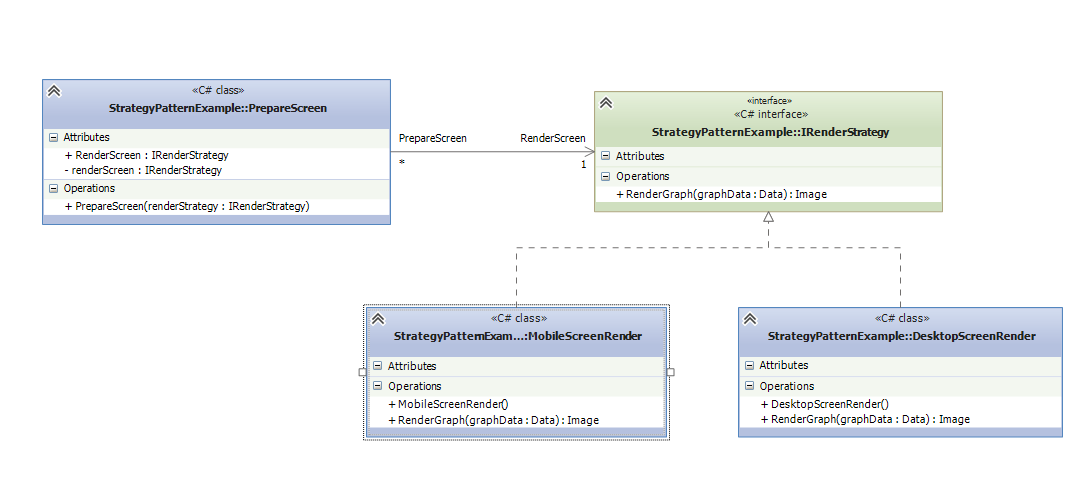 «C# class»
StrategyPatternExample::PrepareScreen
Attributes
+ RenderScreen : IRenderStrategy
- renderScreen : IRenderStrategy
Operations
+ PrepareScreen(renderStrategy : IRenderStrategy)
PrepareScreen
RenderScreen
*
1
«interface»
«C# interface»
StrategyPatternExample::IRenderStrategy
Attributes
Operations
+ RenderGraph(graphData : Data) : Image
«C# class»
StrategyPatternExam...:MobileScreenRender
Attributes
Operations
+ MobileScreenRender()
+ RenderGraph(graphData : Data) : Image
«C# class»
StrategyPatternExample::DesktopScreenRender
Attributes
Operations
+ DesktopScreenRender()
+ RenderGraph(graphData : Data) : Image